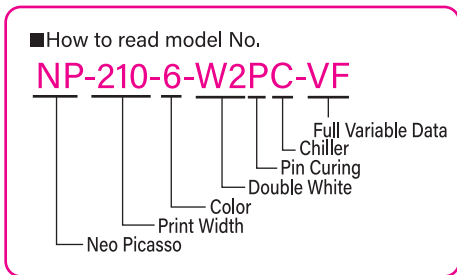 ■How to read model No.
NP-210-6-W2PC-VF
Full Variable Data
Chiller
Pin Curing
Double White
Color
Print Width
Neo Picasso